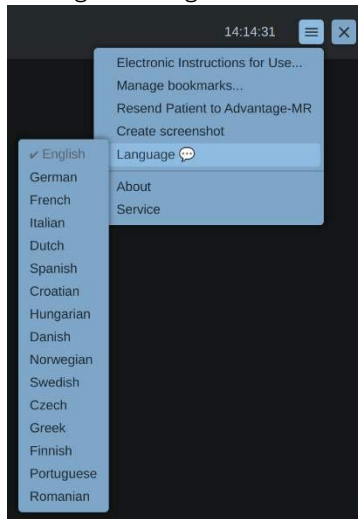 14:14:31
Electronic Instructions for Use...
Manage bookmarks...
Resend Patient to Advantage-MR
Create screenshot
Language 💬
About
Service
✔ English
German
French
Italian
Dutch
Spanish
Croatian
Hungarian
Danish
Norwegian
Swedish
Czech
Greek
Finnish
Portuguese
Romanian